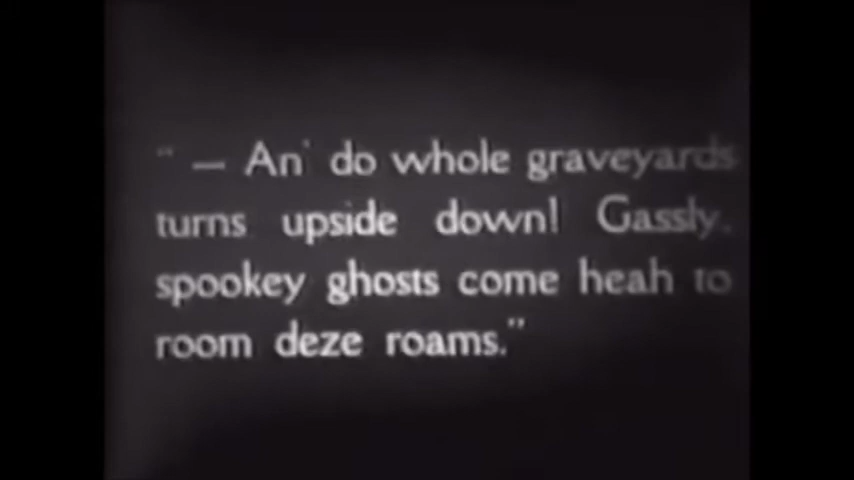 " — An' do whole graveyards
turns upside down! Gassly,
spookey ghosts come heah to
room deze roams."